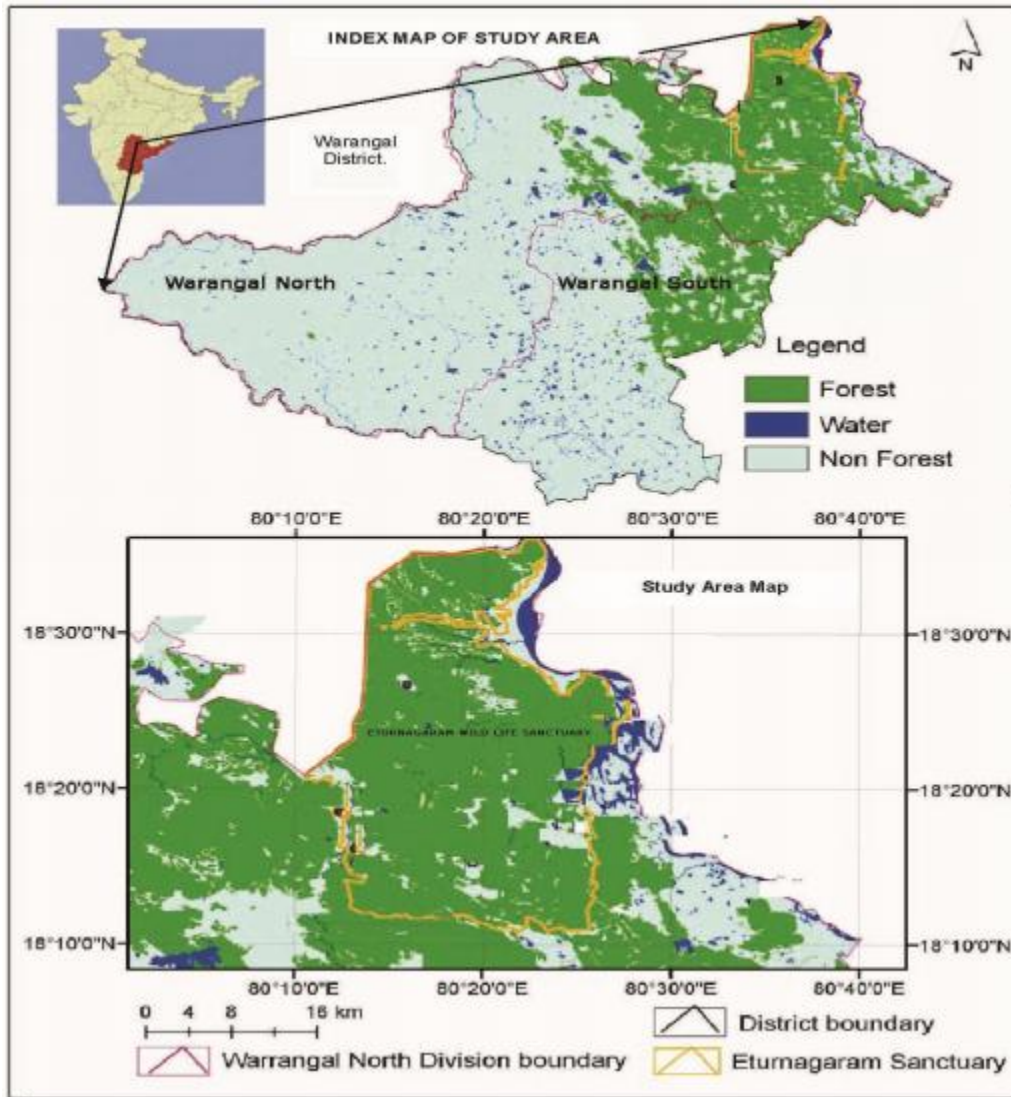 INDEX MAP OF STUDY AREA
N
Warangal
District.
Warangal North
Warangal South
Legend
Forest
Water
Non Forest
80°10'0"E 80°20'0"E 80°30'0"E 80°40'0"E
Study Area Map
18°30'0"N
18°30'0"N
ETURNAGARAM WILD LIFE SANCTUARY
18°20'0"N
18°20'0"N
18°10'0"N
18°10'0"N
80°10'0"E 80°20'0"E 80°30'0"E 80°40'0"E
0 4 8 16 km
District boundary
Warrangal North Division boundary
Eturnagaram Sanctuary